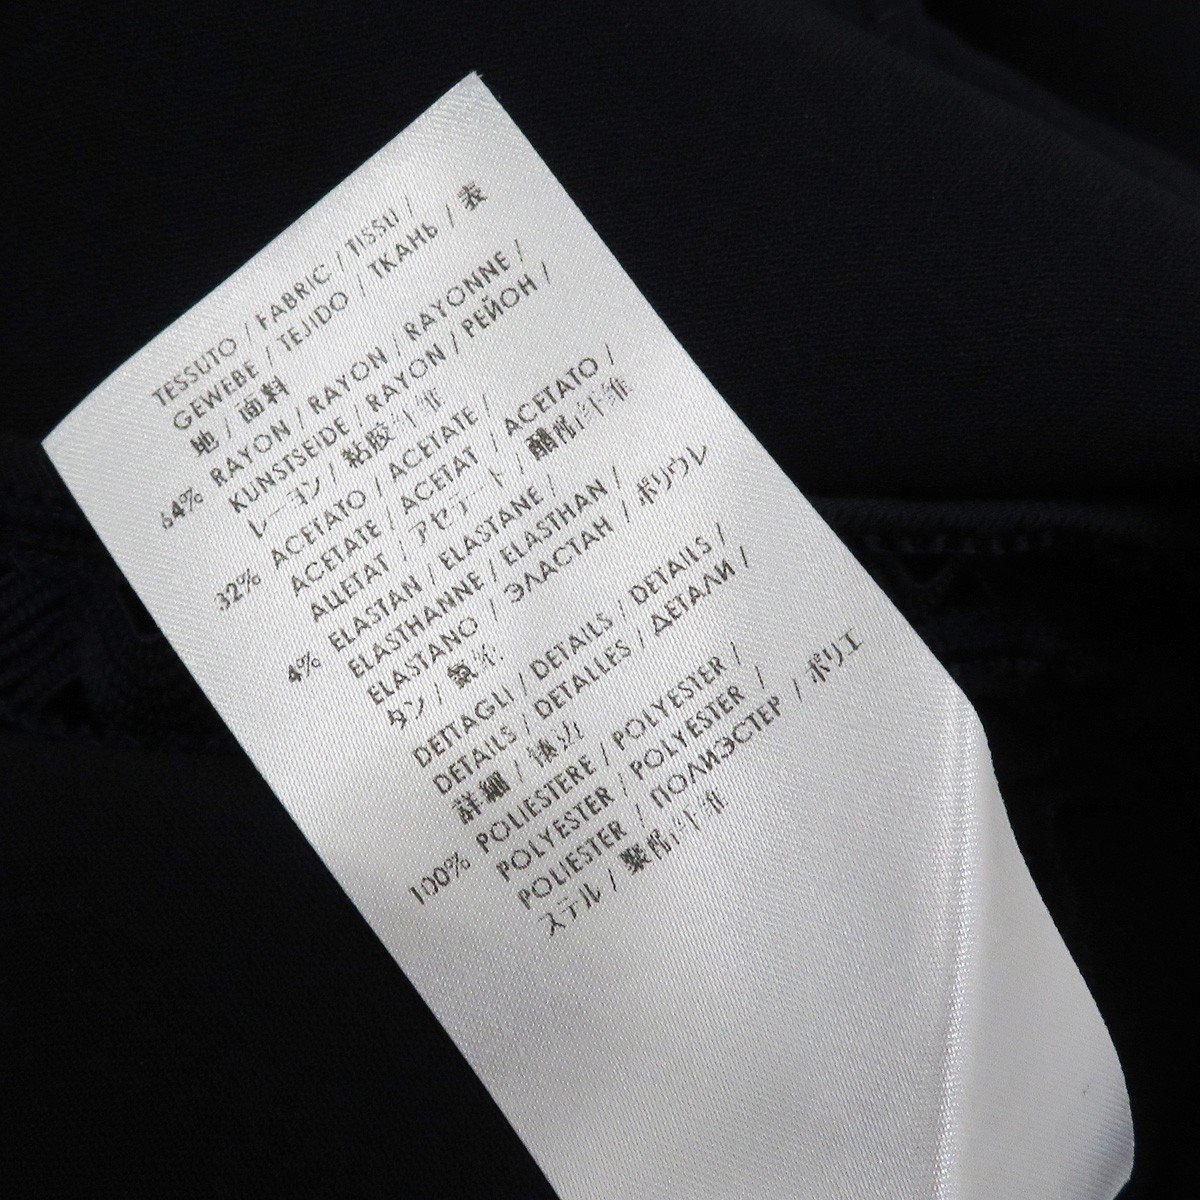 TESSUTO / FABRIC / TISSU /
GEWEBE / TEJIDO / ТКАНЬ / 表
地 / 面料
64% RAYON / RAYON / RAYONNE /
KUNSTSEIDE / RAYON / РЕЙОН /
レーヨン / 粘胶纤维
32% ACETATO / ACETATE /
ACETATE / ACETAT / ACETATO /
АЦЕТАТ / アセテート / 醋酯纤维
4% ELASTAN / ELASTANE /
ELASTHANNE / ELASTHAN /
ELASTANO / ЭЛАСТАН / ポリウレ
タン / 氨纶
DETTAGLI / DETAILS / DETAILS /
DETAILS / DETALLES / ДЕТАЛИ /
詳細 / 镶边
100% POLIESTERE / POLYESTER /
POLYESTER / POLYESTER /
POLIESTER / ПОЛИЭСТЕР / ポリエ
ステル / 聚酯纤维